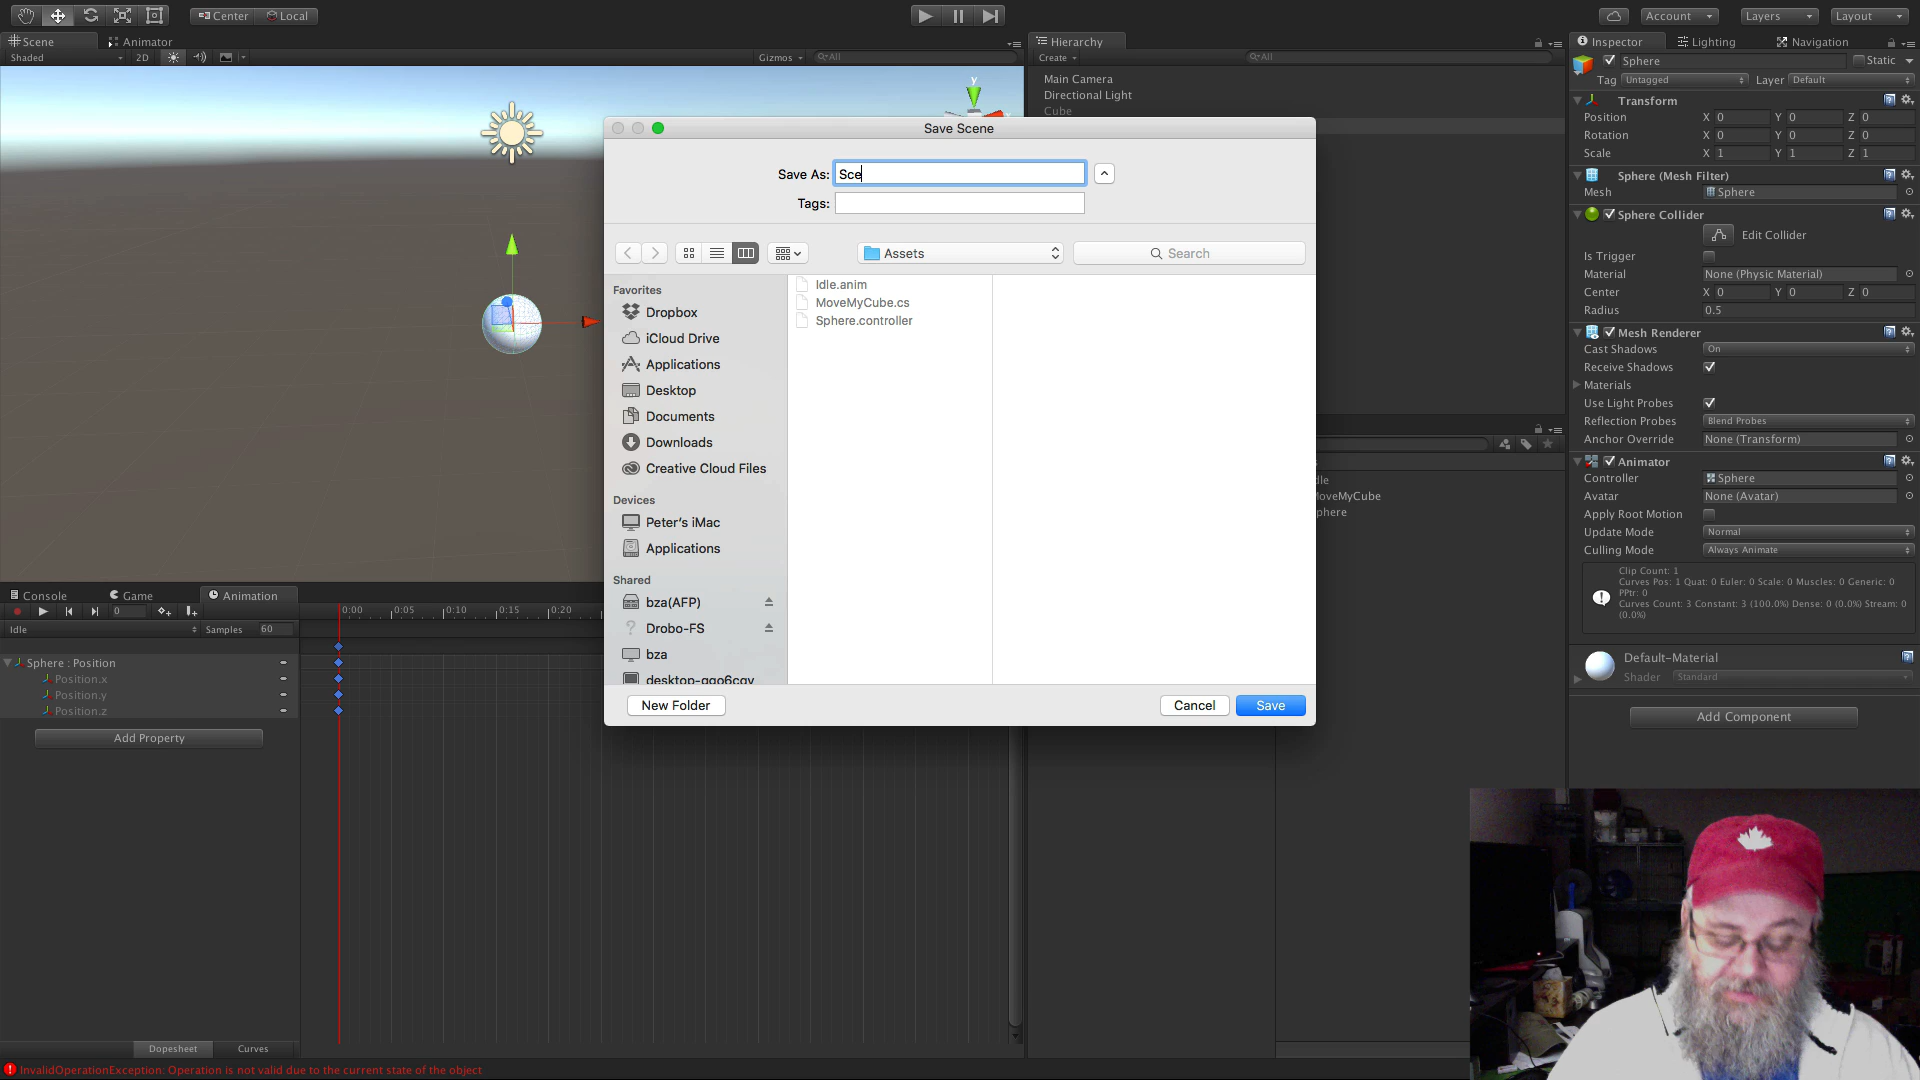 Center Local Account Layers Layout
Scene Animator Hierarchy Inspector Lighting Navigation
Shaded 2D Gizmos All Create All
Sphere Static
Tag Untagged Layer Default
Main Camera
Directional Light
Cube
Save Scene
Save As: Sce
Tags:
Assets
Search
Favorites
Dropbox
iCloud Drive
Applications
Desktop
Documents
Downloads
Creative Cloud Files
Devices
Peter's iMac
Applications
Shared
bza(AFP)
Drobo-FS
bza
Idle.anim
MoveMyCube.cs
Sphere.controller
New Folder
Cancel
Save
dle
MoveMyCube
phere
Transform
Position X 0 Y 0 Z 0
Rotation X 0 Y 0 Z 0
Scale X 1 Y 1 Z 1
Sphere (Mesh Filter)
Mesh Sphere
Sphere Collider
Edit Collider
Is Trigger
Material None (Physic Material)
Center X 0 Y 0 Z 0
Radius 0.5
Mesh Renderer
Cast Shadows On
Receive Shadows
Materials
Use Light Probes
Reflection Probes Blend Probes
Anchor Override None (Transform)
Animator
Controller Sphere
Avatar None (Avatar)
Apply Root Motion
Update Mode Normal
Culling Mode Always Animate
Clip Count: 1
Curves Pos: 1 Quat: 0 Euler: 0 Scale: 0 Muscles: 0 Generic: 0
PPtr: 0
Curves Count: 3 Constant: 3 (100.0%) Dense: 0 (0.0%) Stream: 0
(0.0%)
Default-Material
Shader Standard
Add Component
Console Game Animation
0 0:00 0:05 0:10 0:15 0:20
Idle Samples 60
Sphere : Position
Position.x
Position.y
Position.z
Add Property
Dopesheet Curves
InvalidOperationException: Operation is not valid due to the current state of the object
y